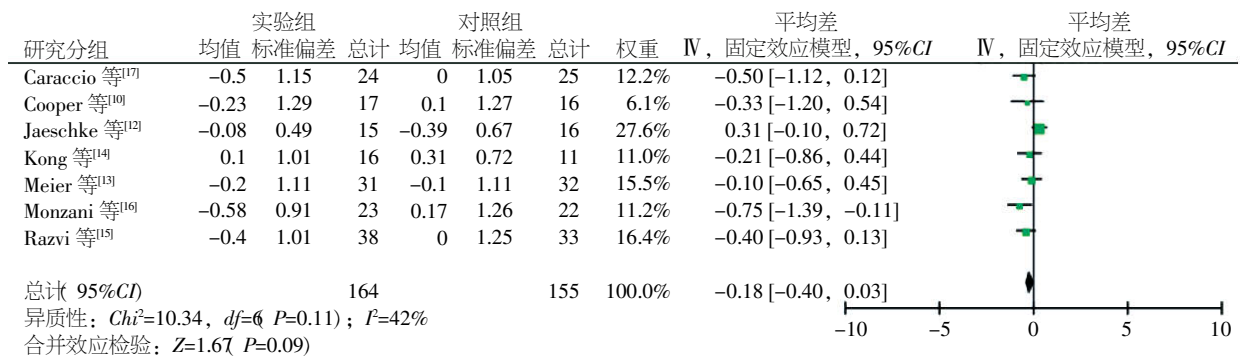 实验组 对照组 平均差 平均差
研究分组 均值 标准偏差 总计 均值 标准偏差 总计 权重 Ⅳ，固定效应模型，95%CI Ⅳ，固定效应模型，95%CI
Caraccio 等[17] −0.5 1.15 24 0 1.05 25 12.2% −0.50 [−1.12，0.12]
Cooper 等[10] −0.23 1.29 17 0.1 1.27 16 6.1% −0.33 [−1.20，0.54]
Jaeschke 等[12] −0.08 0.49 15 −0.39 0.67 16 27.6% 0.31 [−0.10，0.72]
Kong 等[14] 0.1 1.01 16 0.31 0.72 11 11.0% −0.21 [−0.86，0.44]
Meier 等[13] −0.2 1.11 31 −0.1 1.11 32 15.5% −0.10 [−0.65，0.45]
Monzani 等[16] −0.58 0.91 23 0.17 1.26 22 11.2% −0.75 [−1.39，−0.11]
Razvi 等[15] −0.4 1.01 38 0 1.25 33 16.4% −0.40 [−0.93，0.13]
总计( 95%CI) 164 155 100.0% −0.18 [−0.40，0.03]
异质性：Chi²=10.34，df=6( P=0.11)；I²=42%
−10 −5 0 5 10
合并效应检验：Z=1.67( P=0.09)